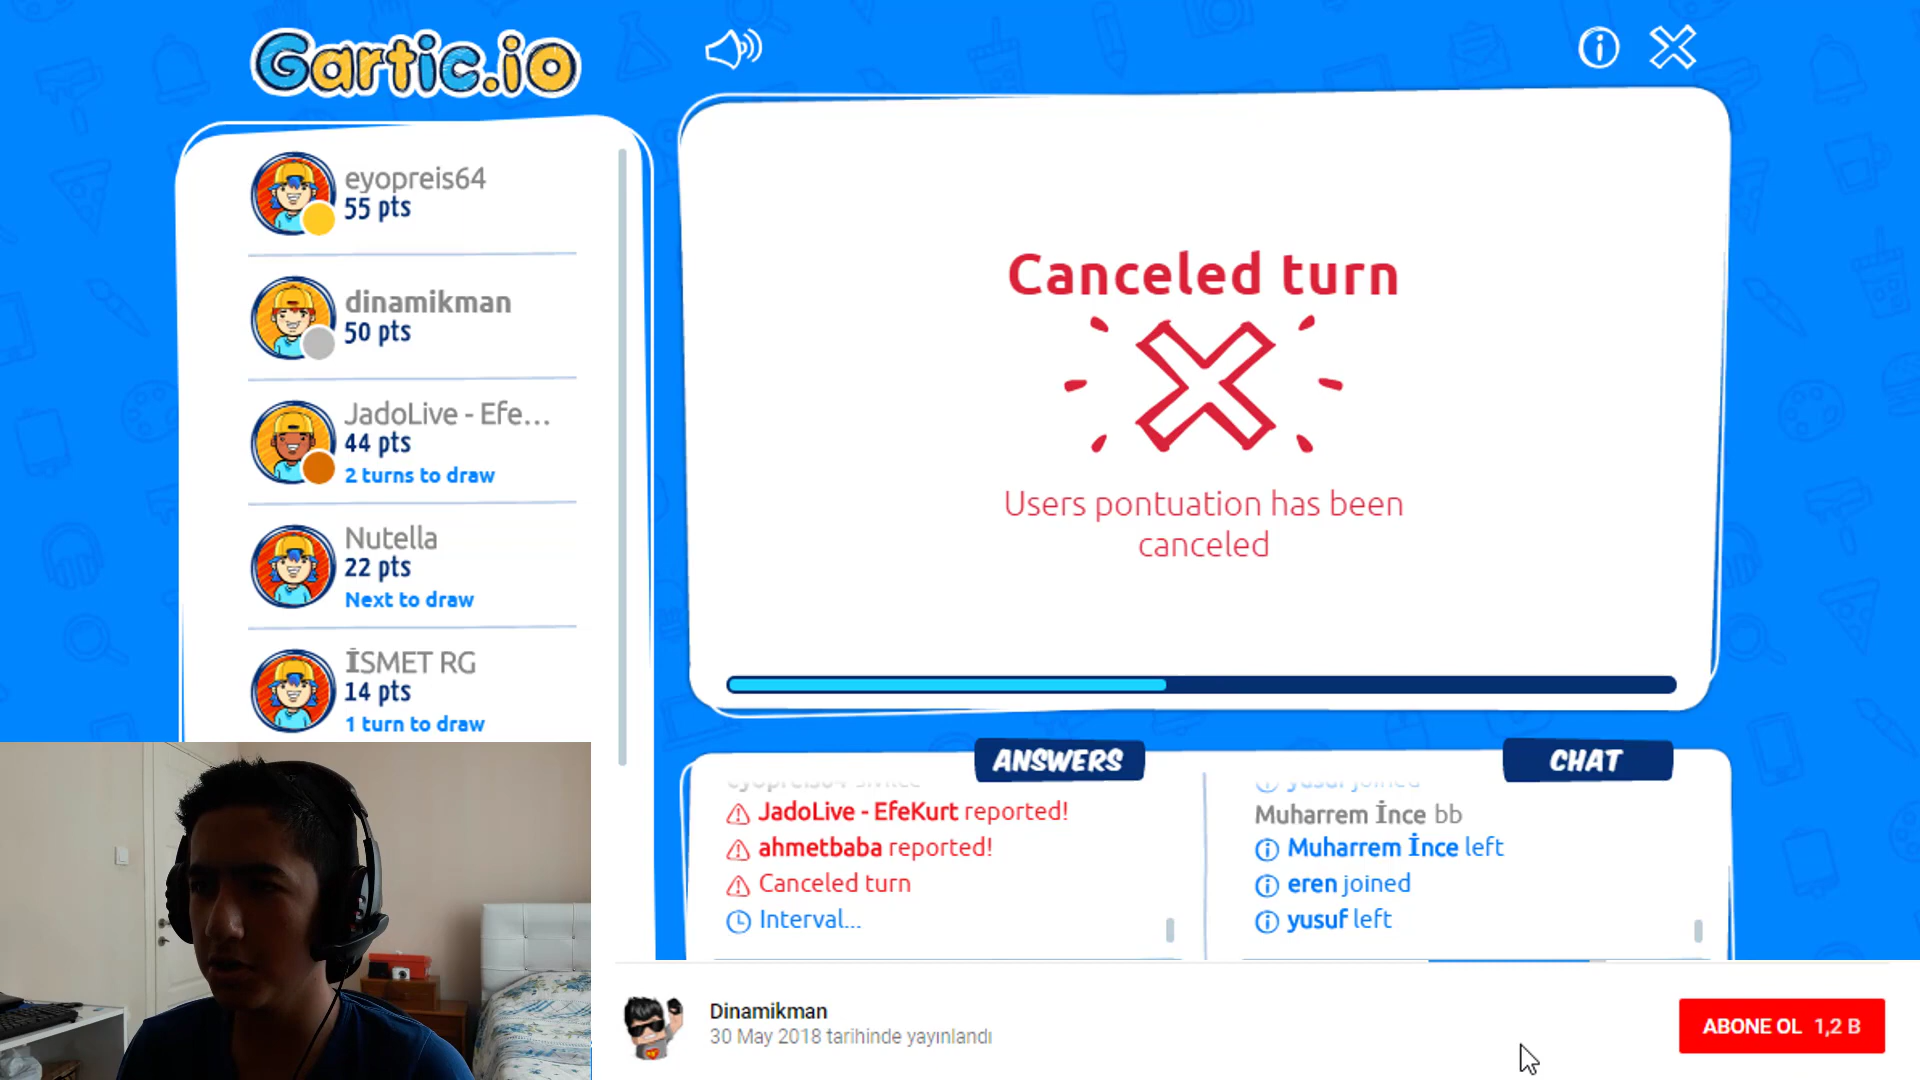 Gartic.io
eyopreis64
55 pts
dinamikman
50 pts
JadoLive - Efe...
44 pts
2 turns to draw
Nutella
22 pts
Next to draw
İSMET RG
14 pts
1 turn to draw
Canceled turn
Users pontuation has been
canceled
ANSWERS
JadoLive - EfeKurt reported!
ahmetbaba reported!
Canceled turn
Interval...
CHAT
yusuf joined
Muharrem İnce bb
Muharrem İnce left
eren joined
yusuf left
Dinamikman
30 May 2018 tarihinde yayınlandı
ABONE OL 1,2 B